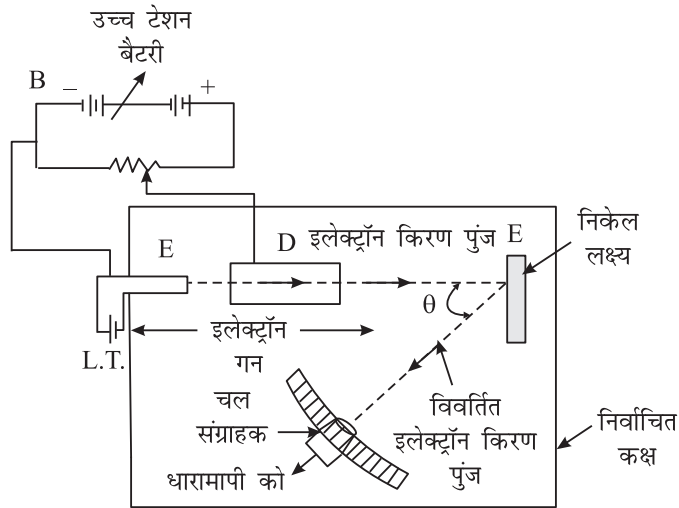 उच्च टेशन
बैटरी
B − +
E
D
इलेक्ट्रॉन किरण पुंज
E
निकेल
लक्ष्य
θ
L.T.
इलेक्ट्रॉन
गन
चल
संग्राहक
धारामापी को
विवर्तित
इलेक्ट्रॉन किरण
पुंज
निर्वाचित
कक्ष